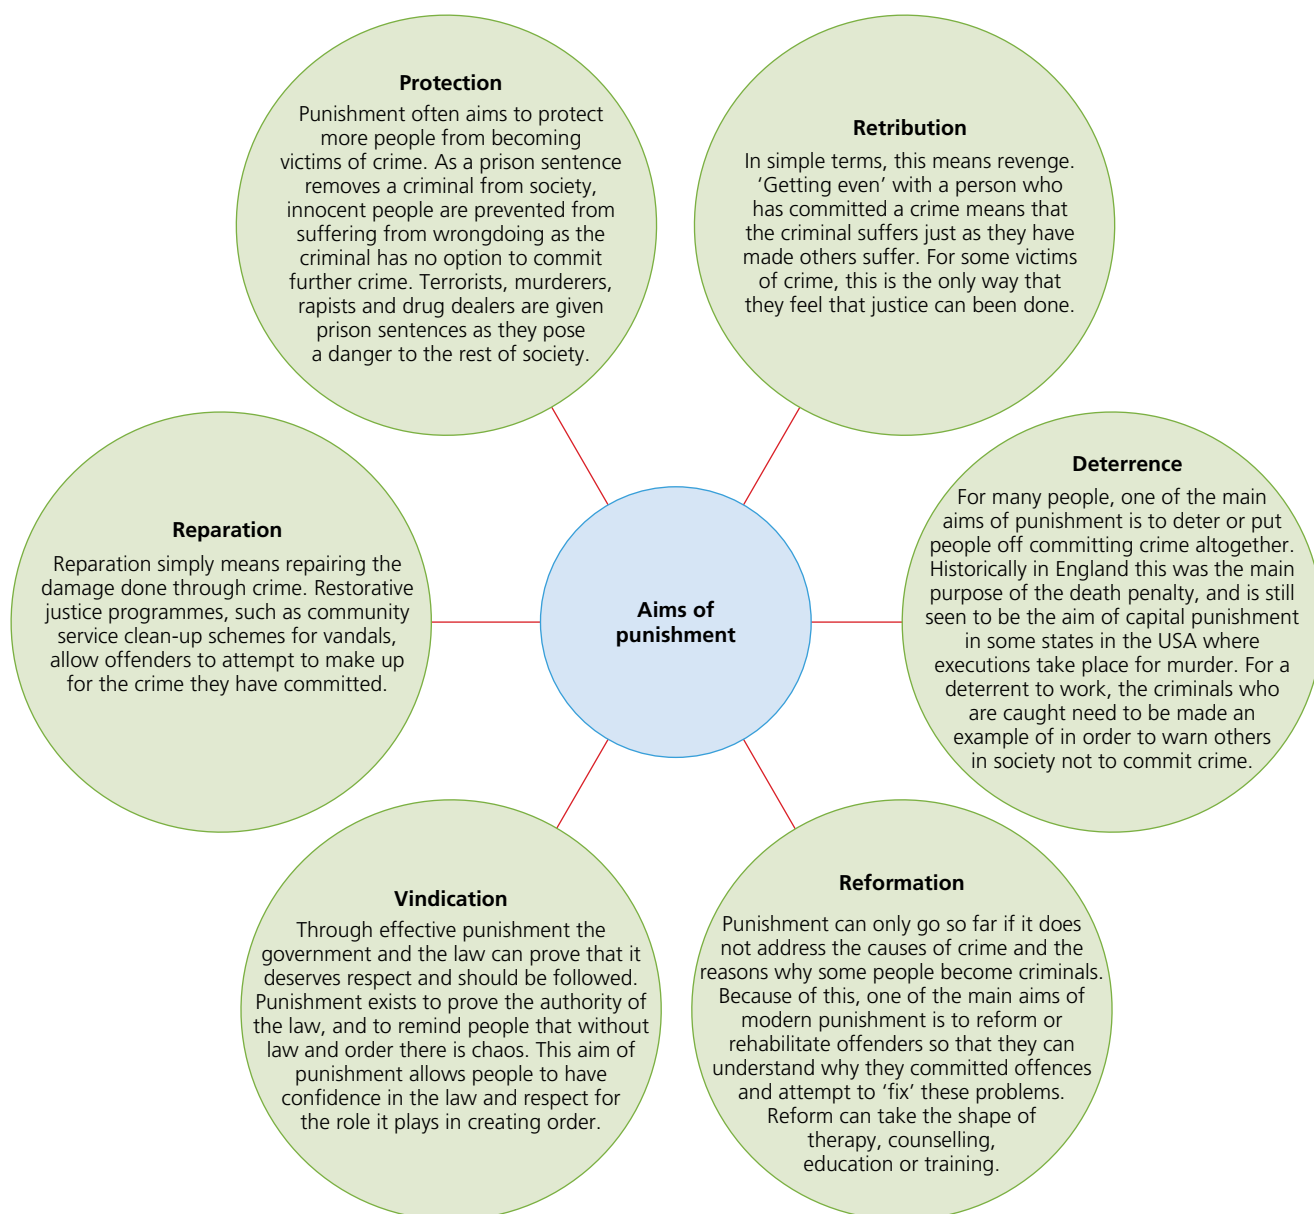 Protection
Punishment often aims to protect
more people from becoming
victims of crime. As a prison sentence
removes a criminal from society,
innocent people are prevented from
suffering from wrongdoing as the
criminal has no option to commit
further crime. Terrorists, murderers,
rapists and drug dealers are given
prison sentences as they pose
a danger to the rest of society.
Retribution
In simple terms, this means revenge.
‘Getting even’ with a person who
has committed a crime means that
the criminal suffers just as they have
made others suffer. For some victims
of crime, this is the only way that
they feel that justice can been done.
Deterrence
For many people, one of the main
aims of punishment is to deter or put
people off committing crime altogether.
Historically in England this was the main
purpose of the death penalty, and is still
seen to be the aim of capital punishment
in some states in the USA where
executions take place for murder. For a
deterrent to work, the criminals who
are caught need to be made an
example of in order to warn others
in society not to commit crime.
Reparation
Reparation simply means repairing the
damage done through crime. Restorative
justice programmes, such as community
service clean-up schemes for vandals,
allow offenders to attempt to make up
for the crime they have committed.
Aims of
punishment
Vindication
Through effective punishment the
government and the law can prove that it
deserves respect and should be followed.
Punishment exists to prove the authority of
the law, and to remind people that without
law and order there is chaos. This aim of
punishment allows people to have
confidence in the law and respect for
the role it plays in creating order.
Reformation
Punishment can only go so far if it does
not address the causes of crime and the
reasons why some people become criminals.
Because of this, one of the main aims of
modern punishment is to reform or
rehabilitate offenders so that they can
understand why they committed offences
and attempt to ‘fix’ these problems.
Reform can take the shape of
therapy, counselling,
education or training.